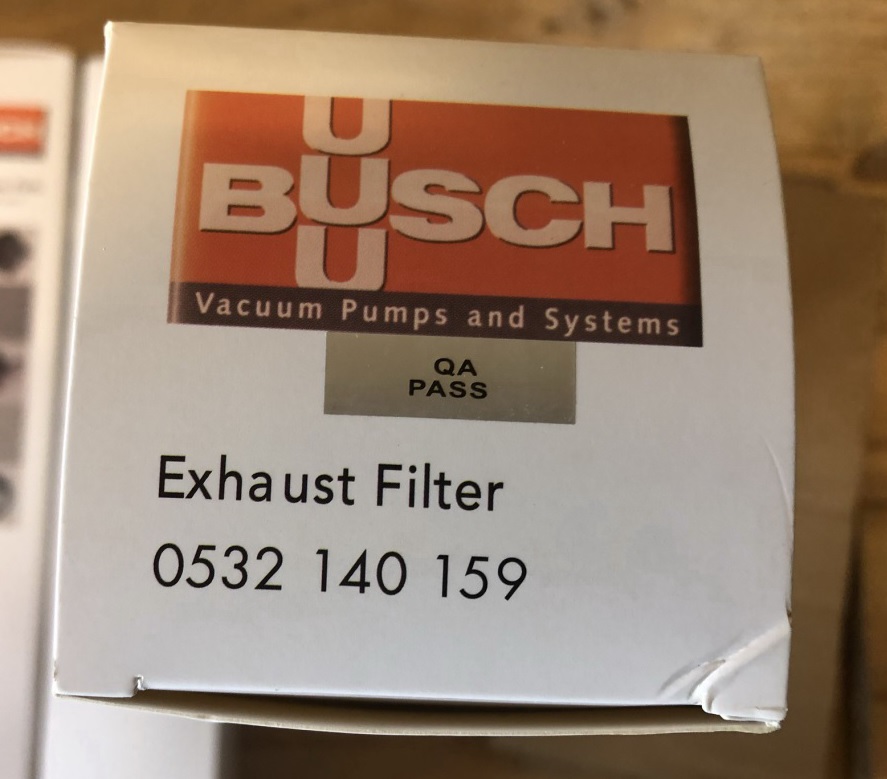 BUSCH
Vacuum Pumps and Systems
QA
PASS
Exhaust Filter
0532 140 159